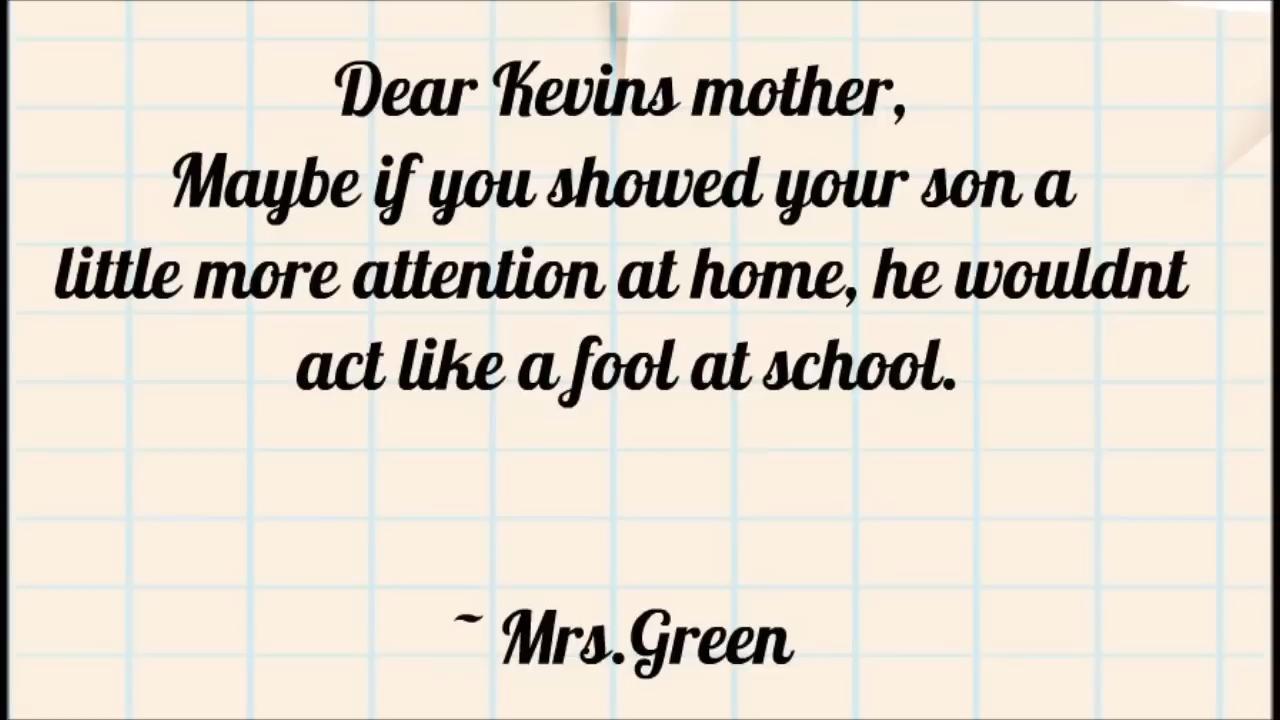 Dear Kevins mother,
Maybe if you showed your son a
little more attention at home, he wouldnt
act like a fool at school.
~ Mrs.Green